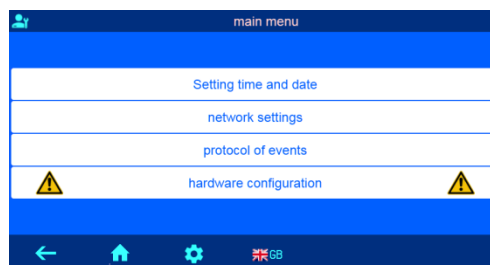 main menu
Setting time and date
network settings
protocol of events
hardware configuration
GB